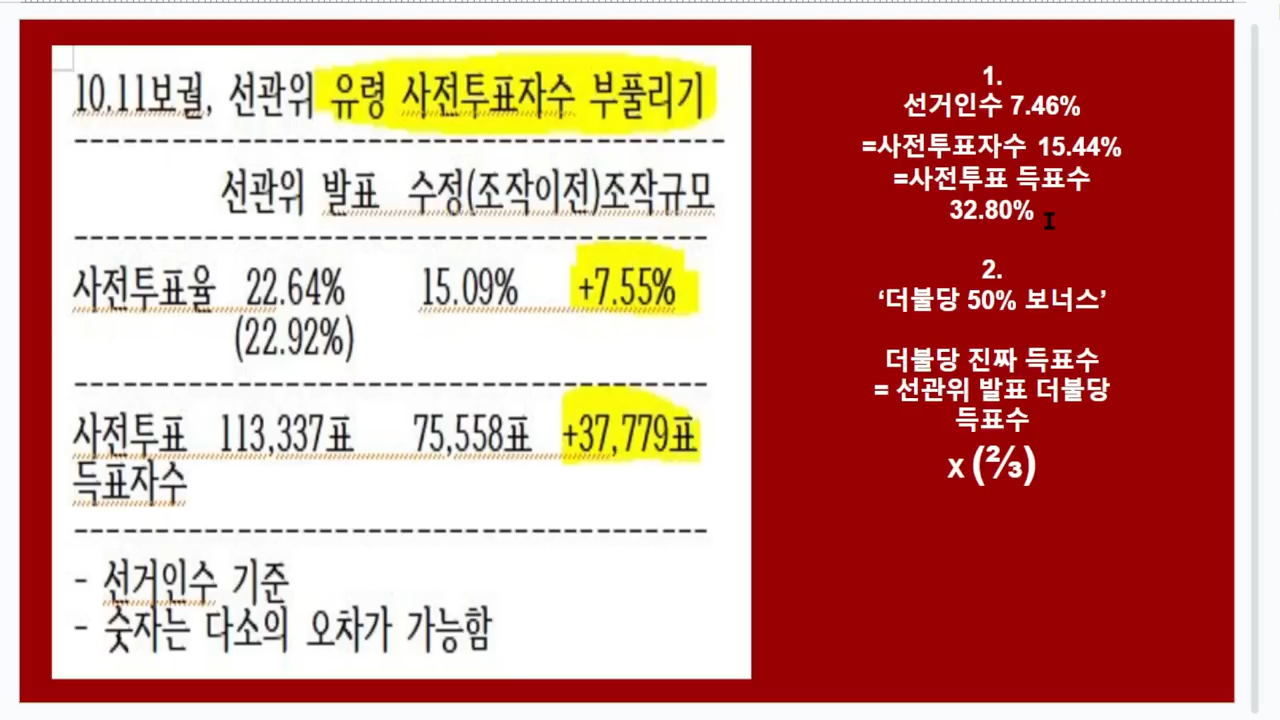 10.11보궐, 선관위 유령 사전투표자수 부풀리기
선관위 발표 수정(조작이전)조작규모
사전투표율 22.64% 15.09% +7.55%
(22.92%)
사전투표 113,337표 75,558표 +37,779표
득표자수
- 선거인수 기준
- 숫자는 다소의 오차가 가능함
1.
선거인수 7.46%
=사전투표자수 15.44%
=사전투표 득표수
32.80%
2.
‘더불당 50% 보너스’
더불당 진짜 득표수
= 선관위 발표 더불당
득표수
x (⅔)